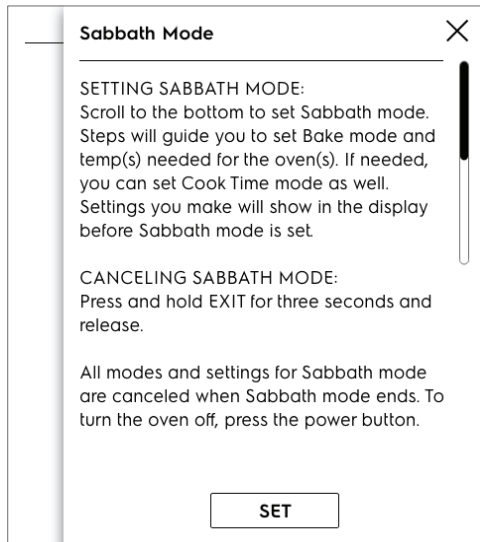 Sabbath Mode
SETTING SABBATH MODE:
Scroll to the bottom to set Sabbath mode.
Steps will guide you to set Bake mode and
temp(s) needed for the oven(s). If needed,
you can set Cook Time mode as well.
Settings you make will show in the display
before Sabbath mode is set.
CANCELING SABBATH MODE:
Press and hold EXIT for three seconds and
release.
All modes and settings for Sabbath mode
are canceled when Sabbath mode ends. To
turn the oven off, press the power button.
SET